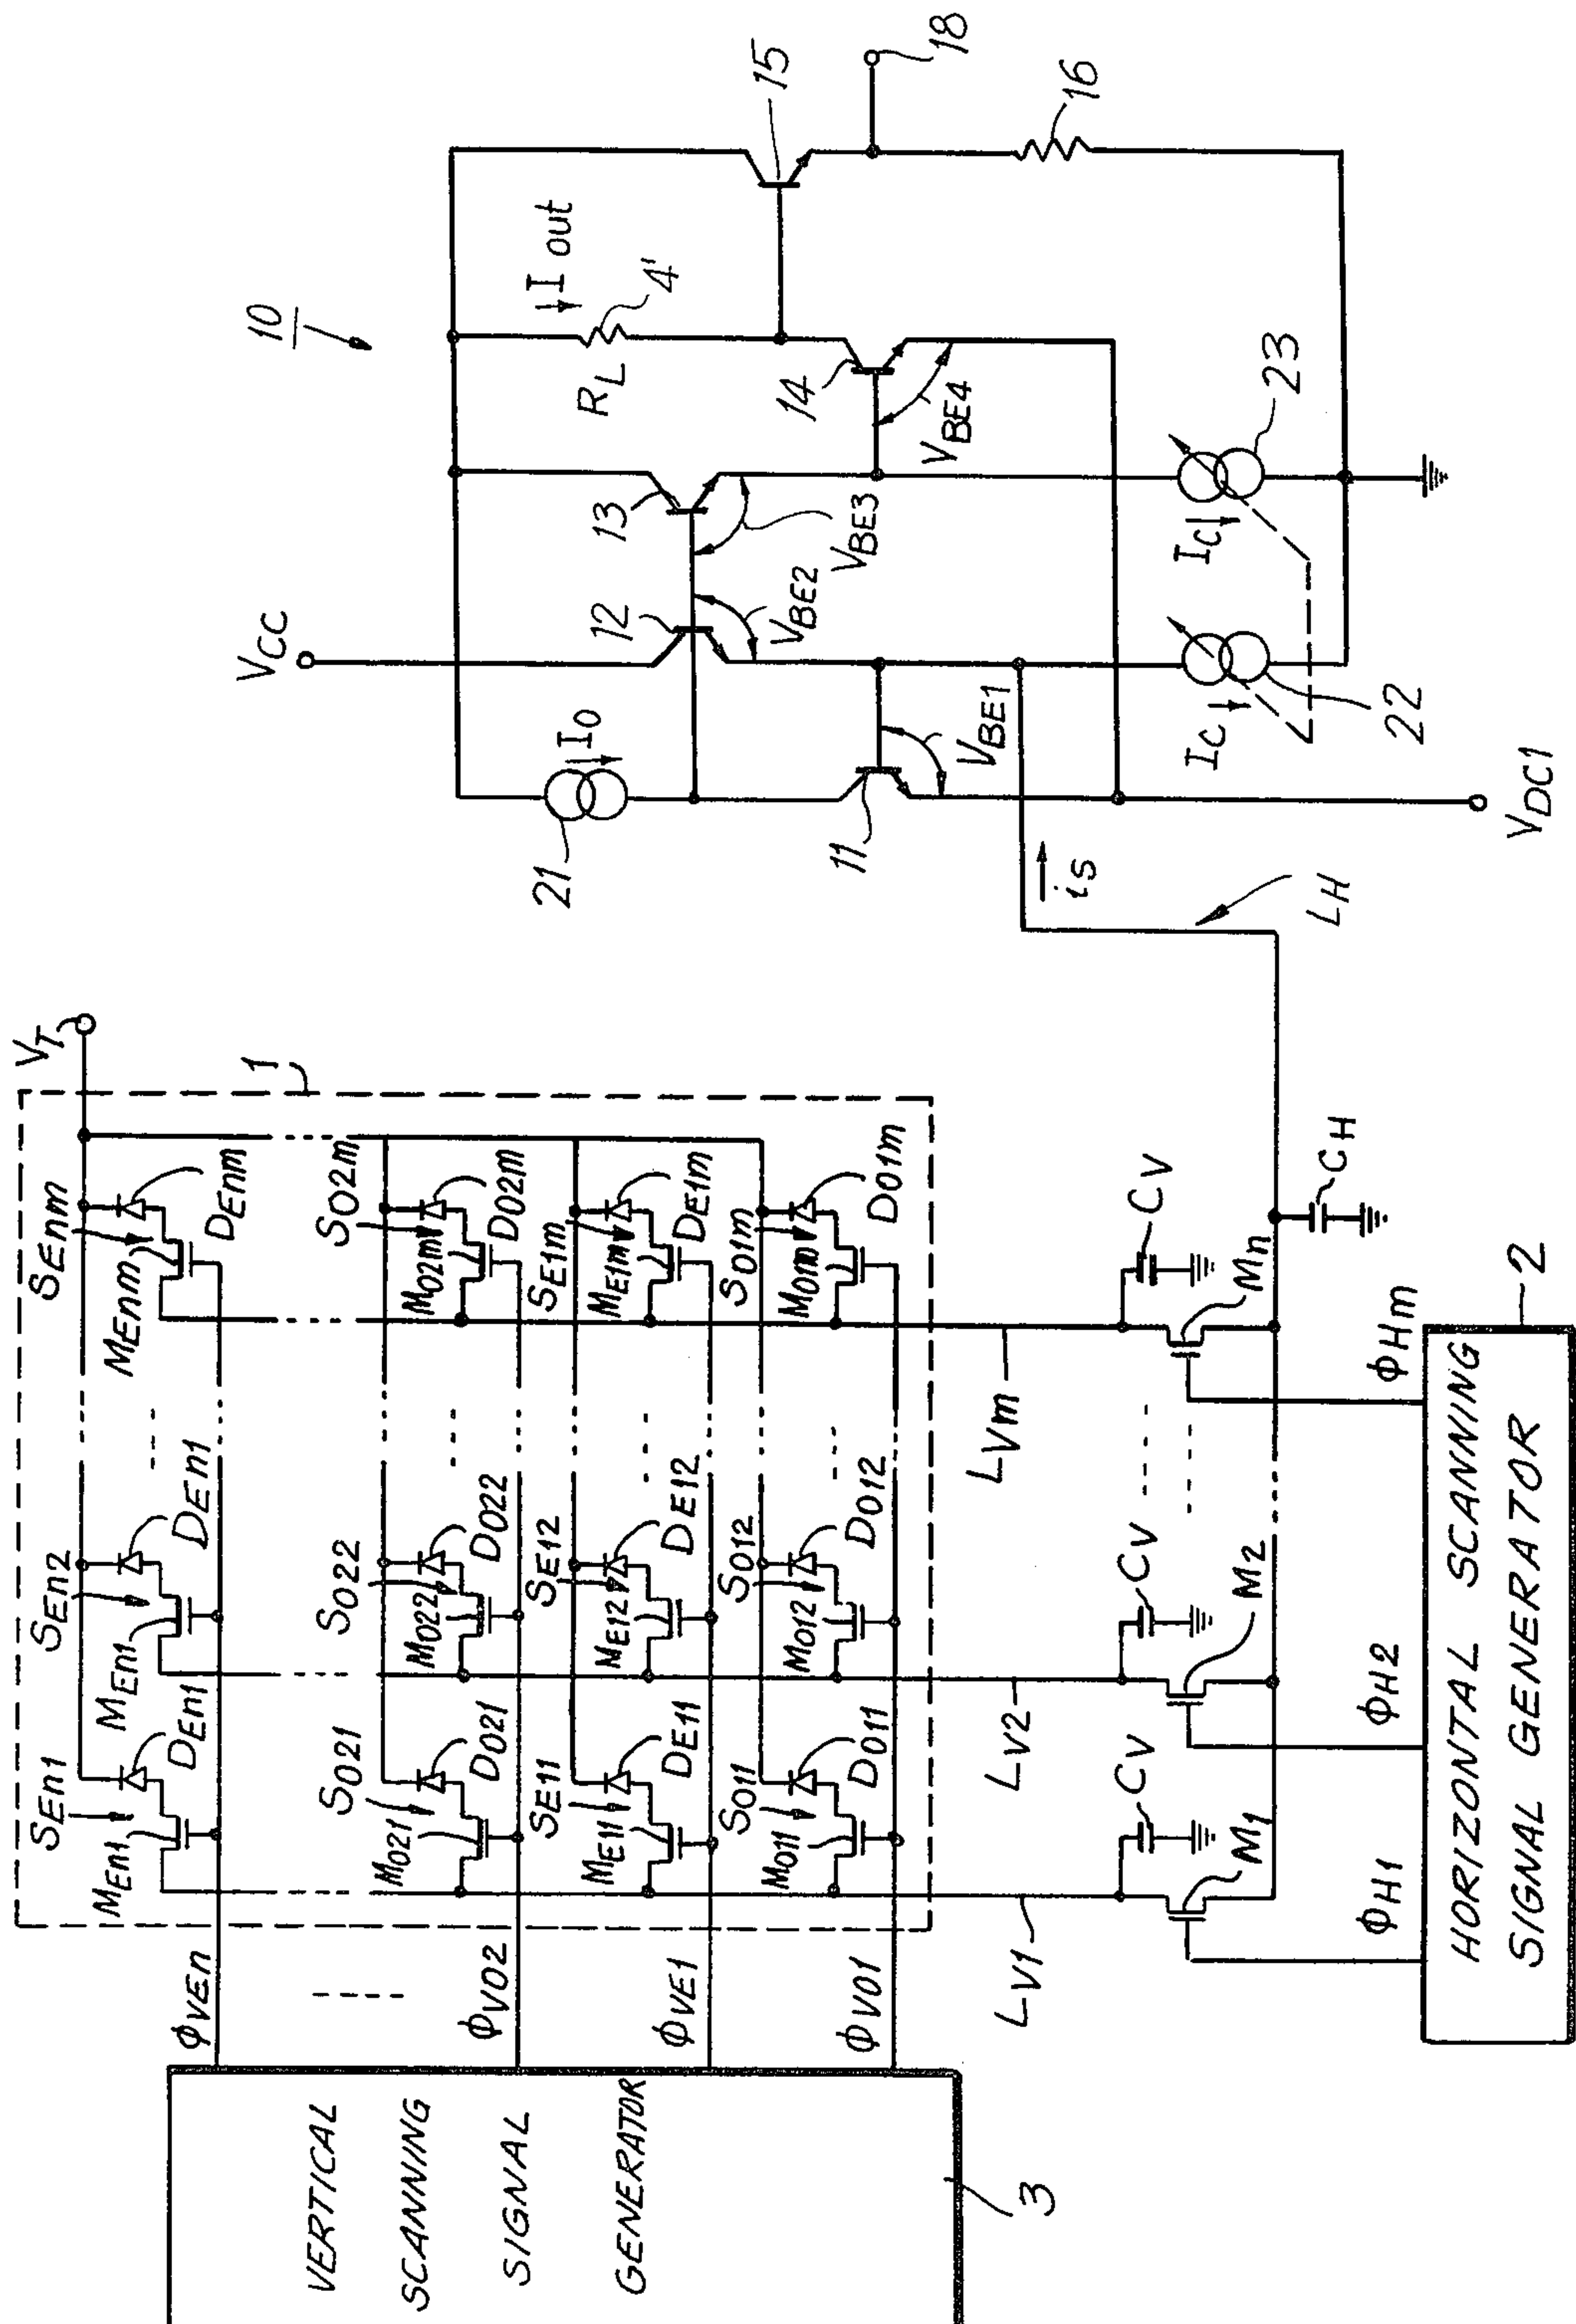 VERTICAL
SCANNING
SIGNAL
GENERATOR
3
ΦVEn
ΦVO2
ΦVE1
ΦVO1
SEn1
MEn1
DEn1
SEn2
MEn1
DEn1
SEnm
MEnm
DEnm
VT
1
SO21
MO21
DO21
SO22
MO22
DO22
SO2m
MO2m
DO2m
SE11
ME11
DE11
SE12
ME12
DE12
SE1m
ME1m
DE1m
SO11
MO11
DO11
SO12
MO12
DO12
SO1m
MO1m
DO1m
LV1
LV2
LVm
CV
CV
CV
M1
M2
Mn
CH
ΦH1
ΦH2
ΦHm
HORIZONTAL SCANNING
SIGNAL GENERATOR
2
LH
is
10
VCC
21
IO
12
13
RL
4'
I out
15
18
11
VBE1
VBE2
VBE3
14
VBE4
16
IC
22
IC
23
VDC1